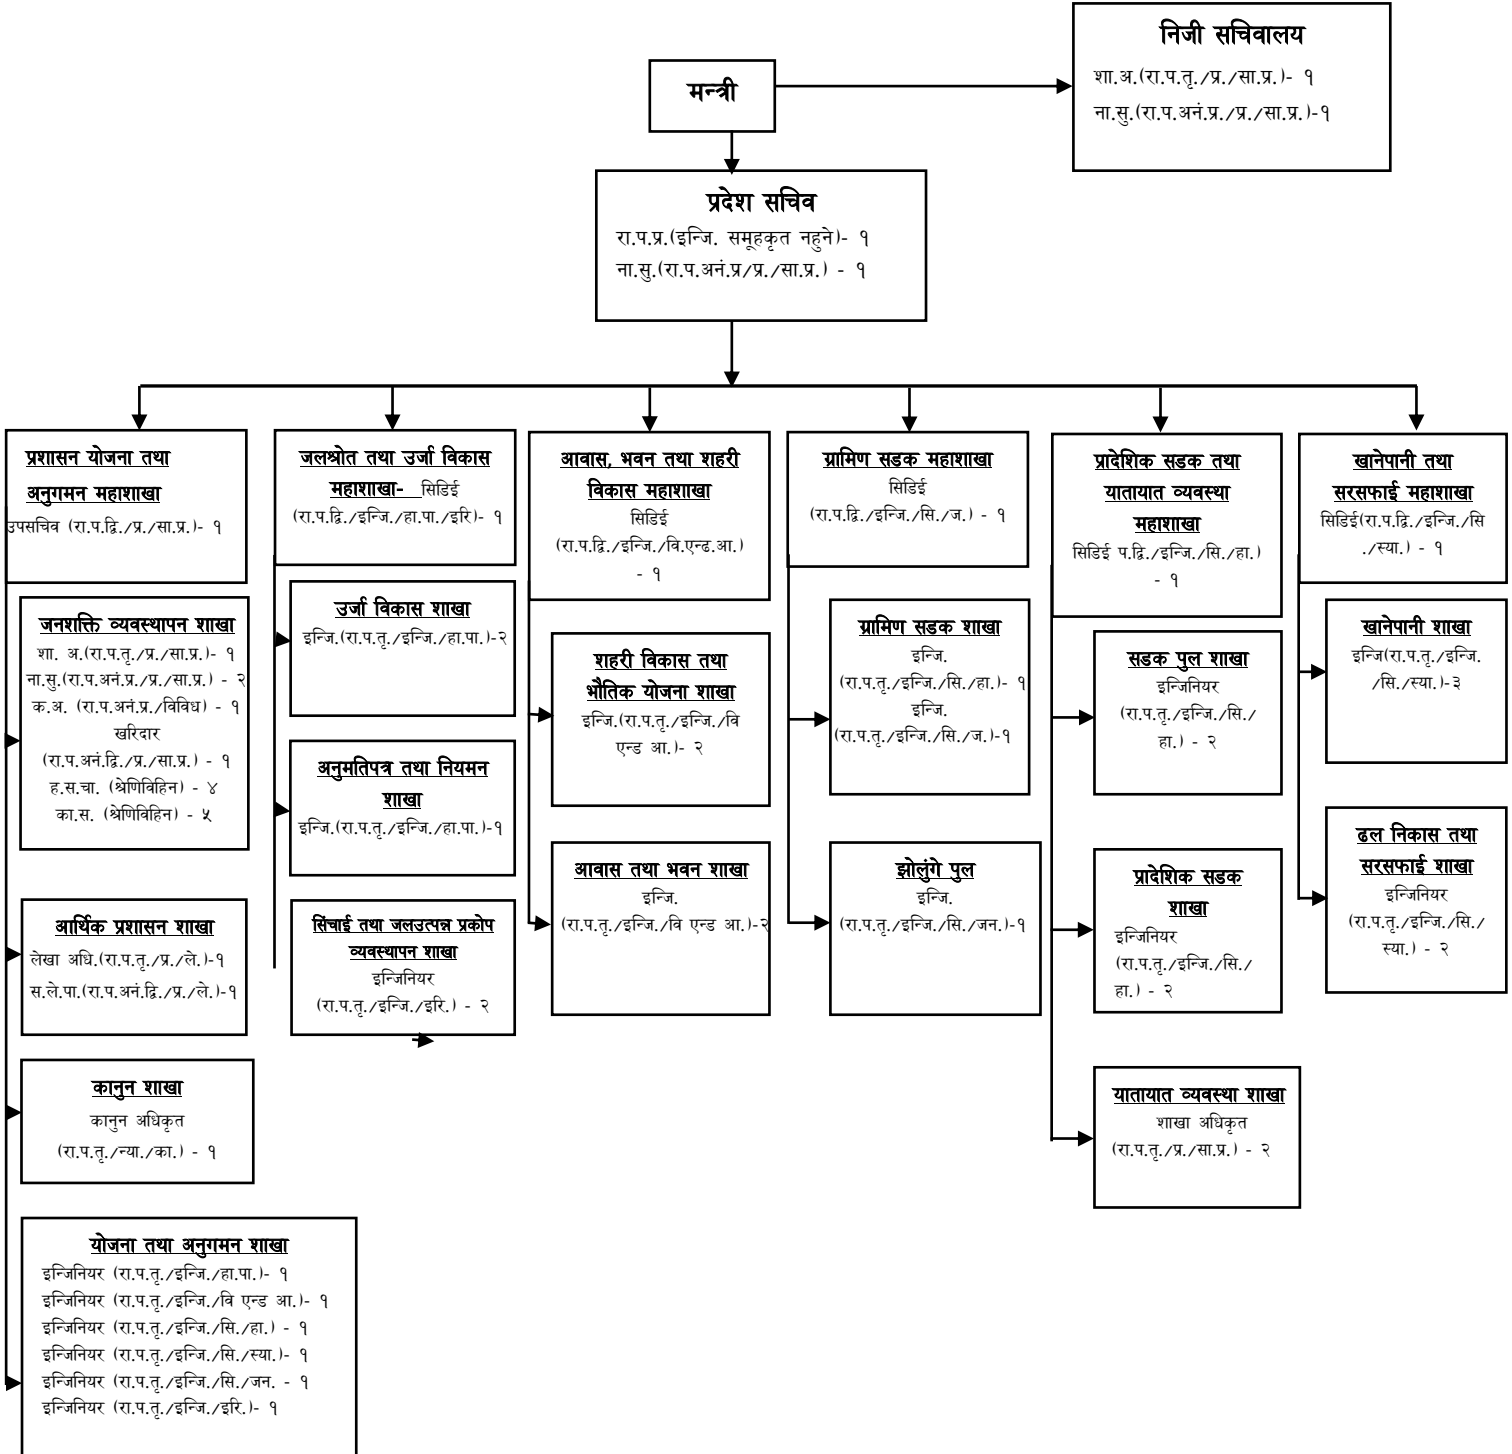 निजी सचिवालय
शा.अ.(रा.प.तृ./प्र./सा.प्र.)- १
ना.सु.(रा.प.अनं.प्र./प्र./सा.प्र.)-१
मन्त्री
प्रदेश सचिव
रा.प.प्र.(इन्जि. समूहकृत नहुने)- १
ना.सु.(रा.प.अनं.प्र/प्र./सा.प्र.) - १
प्रशासन योजना तथा
अनुगमन महाशाखा
उपसचिव (रा.प.द्वि./प्र./सा.प्र.)- १
जनशक्ति व्यवस्थापन शाखा
शा. अ.(रा.प.तृ./प्र./सा.प्र.)- १
ना.सु.(रा.प.अनं.प्र./प्र./सा.प्र.) - २
क.अ. (रा.प.अनं.प्र./विविध) - १
खरिदार
(रा.प.अनं.द्वि./प्र./सा.प्र.) - १
ह.स.चा. (श्रेणिविहिन) - ४
का.स. (श्रेणिविहिन) - ५
आर्थिक प्रशासन शाखा
लेखा अधि.(रा.प.तृ./प्र./ले.)-१
स.ले.पा.(रा.प.अनं.द्वि./प्र./ले.)-१
कानुन शाखा
कानुन अधिकृत
(रा.प.तृ./न्या./का.) - १
योजना तथा अनुगमन शाखा
इन्जिनियर (रा.प.तृ./इन्जि./हा.पा.)- १
इन्जिनियर (रा.प.तृ./इन्जि./वि एन्ड आ.)- १
इन्जिनियर (रा.प.तृ./इन्जि./सि./हा.) - १
इन्जिनियर (रा.प.तृ./इन्जि./सि./स्या.)- १
इन्जिनियर (रा.प.तृ./इन्जि./सि./जन. - १
इन्जिनियर (रा.प.तृ./इन्जि./इरि.)- १
जलश्रोत तथा उर्जा विकास
महाशाखा- सिडिई
(रा.प.द्वि./इन्जि./हा.पा./इरि)- १
उर्जा विकास शाखा
इन्जि.(रा.प.तृ./इन्जि./हा.पा.)-२
अनुमतिपत्र तथा नियमन
शाखा
इन्जि.(रा.प.तृ./इन्जि./हा.पा.)-१
सिंचाई तथा जलउत्पन्न प्रकोप
व्यवस्थापन शाखा
इन्जिनियर
(रा.प.तृ./इन्जि./इरि.) - २
आवास, भवन तथा शहरी
विकास महाशाखा
सिडिई
(रा.प.द्वि./इन्जि./वि.एन्ढ.आ.)
- १
शहरी विकास तथा
भौतिक योजना शाखा
इन्जि.(रा.प.तृ./इन्जि./वि
एन्ड आ.)- २
आवास तथा भवन शाखा
इन्जि.
(रा.प.तृ./इन्जि./वि एन्ड आ.)-२
ग्रामिण सडक महाशाखा
सिडिई
(रा.प.द्वि./इन्जि./सि./ज.) - १
ग्रामिण सडक शाखा
इन्जि.
(रा.प.तृ./इन्जि./सि./हा.)- १
इन्जि.
(रा.प.तृ./इन्जि./सि./ज.)-१
झोलुंगे पुल
इन्जि.
(रा.प.तृ./इन्जि./सि./जन.)-१
प्रादेशिक सडक तथा
यातायात व्यवस्था
महाशाखा
सिडिई प.द्वि./इन्जि./सि./हा.)
- १
सडक पुल शाखा
इन्जिनियर
(रा.प.तृ./इन्जि./सि./
हा.) - २
प्रादेशिक सडक
शाखा
इन्जिनियर
(रा.प.तृ./इन्जि./सि./
हा.) - २
यातायात व्यवस्था शाखा
शाखा अधिकृत
(रा.प.तृ./प्र./सा.प्र.) - २
खानेपानी तथा
सरसफाई महाशाखा
सिडिई(रा.प.द्वि./इन्जि./सि
./स्या.) - १
खानेपानी शाखा
इन्जि(रा.प.तृ./इन्जि.
/सि./स्या.)-३
ढल निकास तथा
सरसफाई शाखा
इन्जिनियर
(रा.प.तृ./इन्जि./सि./
स्या.) - २